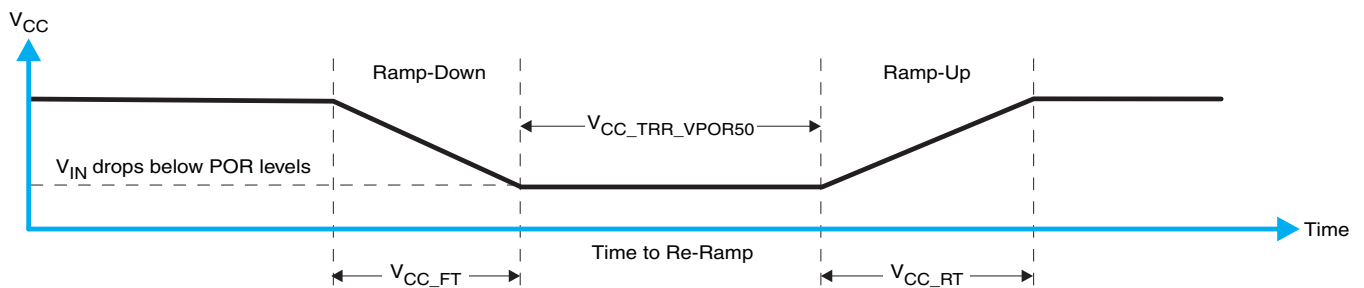 VCC
Ramp-Down
Ramp-Up
VCC_TRR_VPOR50
VIN drops below POR levels
Time
Time to Re-Ramp
VCC_FT
VCC_RT